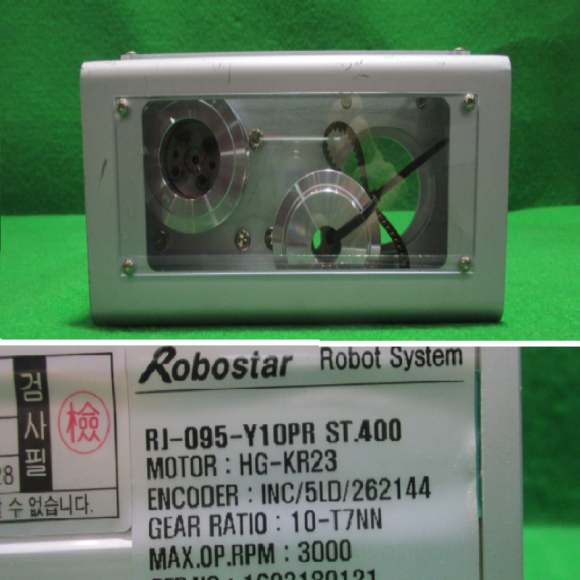 Robostar Robot System
RJ-095-Y10PR ST.400
MOTOR : HG-KR23
ENCODER : INC/5LD/262144
GEAR RATIO : 10-T7NN
MAX.OP.RPM : 3000
검사필
檢
28
수 없습니다.